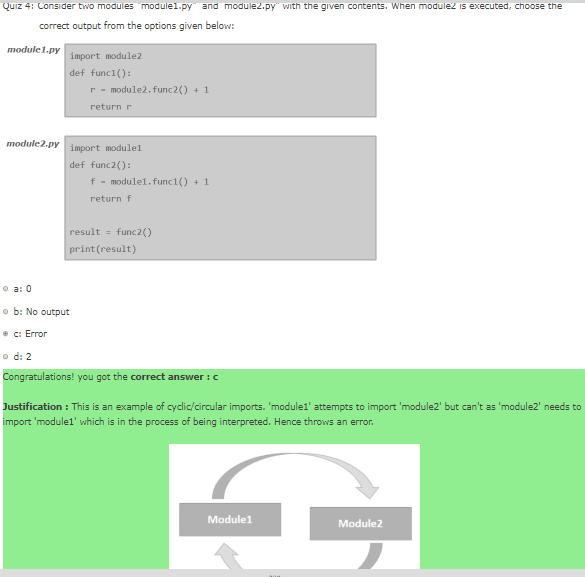 Quiz 4: Consider two modules "module1.py" and "module2.py" with the given contents. When module2 is executed, choose the
correct output from the options given below:
module1.py
import module2
def func1():
r = module2.func2() + 1
return r
module2.py
import module1
def func2():
f = module1.func1() + 1
return f
result = func2()
print(result)
a: 0
b: No output
c: Error
d: 2
Congratulations! you got the correct answer : c
Justification : This is an example of cyclic/circular imports. 'module1' attempts to import 'module2' but can't as 'module2' needs to
import 'module1' which is in the process of being interpreted. Hence throws an error.
Module1
Module2